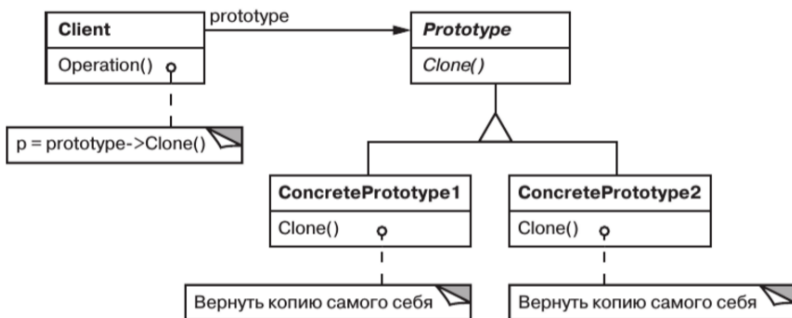 prototype
Client
Prototype
Operation()
Clone()
p = prototype->Clone()
ConcretePrototype1
ConcretePrototype2
Clone()
Clone()
Вернуть копию самого себя
Вернуть копию самого себя